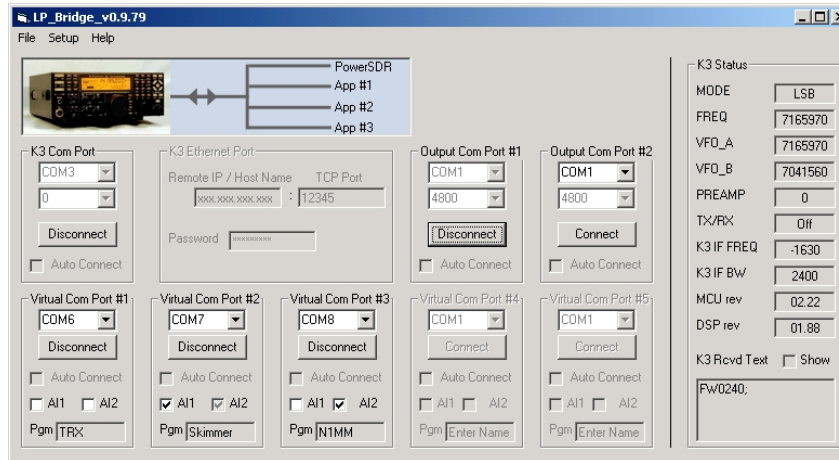 LP_Bridge_v0.9.79
File Setup Help
PowerSDR
App #1
App #2
App #3
K3 Com Port
COM3
0
Disconnect
Auto Connect
K3 Ethernet Port
Remote IP / Host Name TCP Port
xxx.xxx.xxx.xxx : 12345
Password xxxxxxxxx
Output Com Port #1
COM1
4800
Disconnect
Auto Connect
Output Com Port #2
COM1
4800
Connect
Auto Connect
Virtual Com Port #1
COM6
Disconnect
Auto Connect
AI1 AI2
Pgm TRX
Virtual Com Port #2
COM7
Disconnect
Auto Connect
AI1 AI2
Pgm Skimmer
Virtual Com Port #3
COM8
Disconnect
Auto Connect
AI1 AI2
Pgm N1MM
Virtual Com Port #4
COM1
Connect
Auto Connect
AI1 AI2
Pgm Enter Name
Virtual Com Port #5
COM1
Connect
Auto Connect
AI1 AI2
Pgm Enter Name
K3 Status
MODE LSB
FREQ 7165970
VFO_A 7165970
VFO_B 7041560
PREAMP 0
TX/RX Off
K3 IF FREQ -1630
K3 IF BW 2400
MCU rev 02.22
DSP rev 01.88
K3 Rcvd Text Show
FW0240;